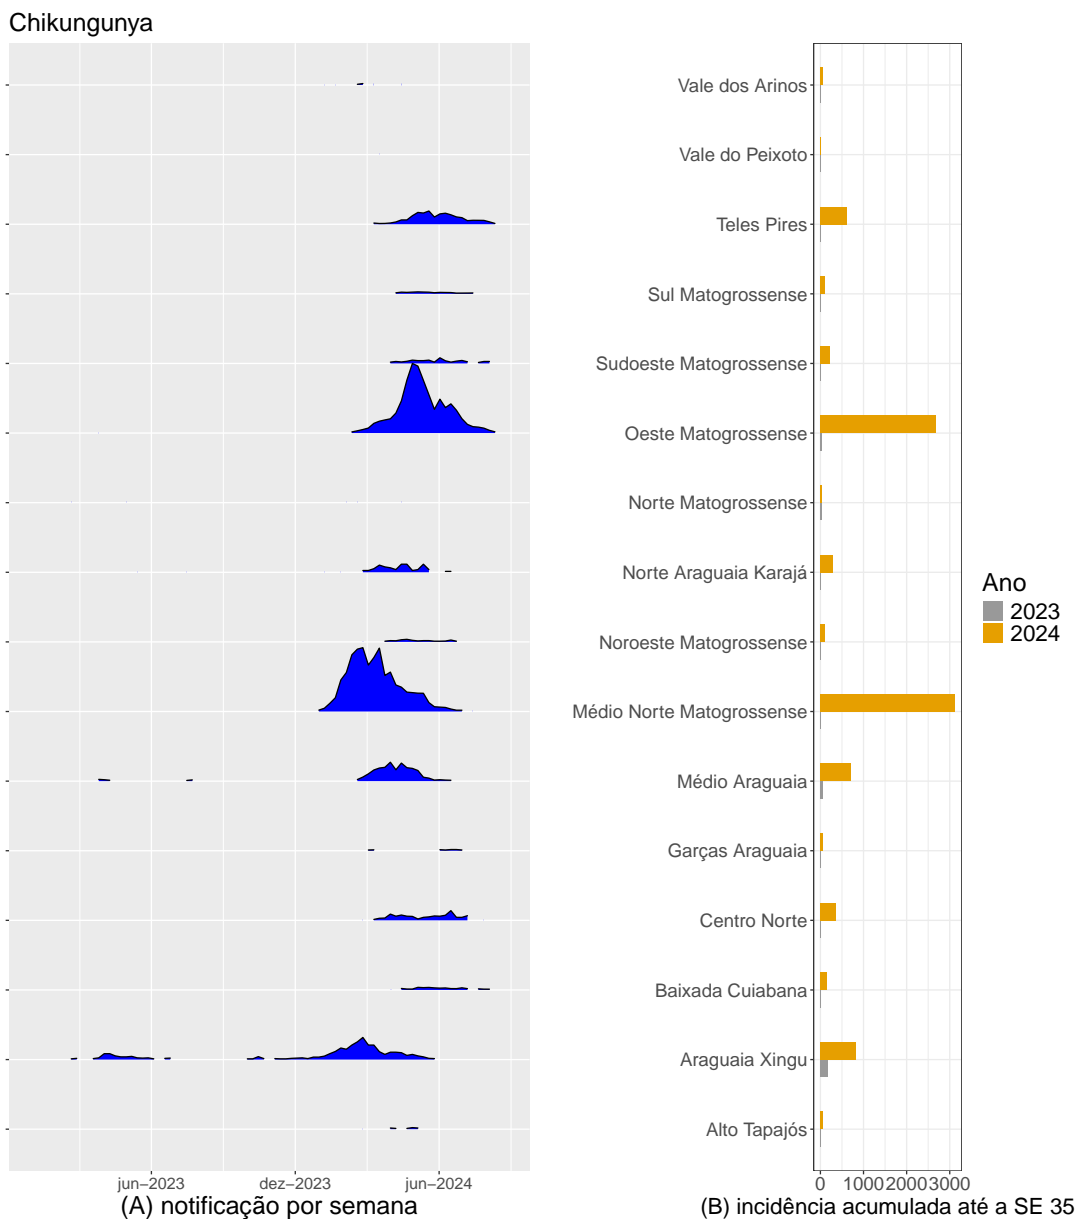 Chikungunya
Vale dos Arinos
Vale do Peixoto
Teles Pires
Sul Matogrossense
Sudoeste Matogrossense
Oeste Matogrossense
Norte Matogrossense
Norte Araguaia Karajá
Noroeste Matogrossense
Médio Norte Matogrossense
Médio Araguaia
Garças Araguaia
Centro Norte
Baixada Cuiabana
Araguaia Xingu
Alto Tapajós
Ano
2023
2024
jun−2023 dez−2023 jun−2024
0 1000 2000 3000
(A) notificação por semana
(B) incidência acumulada até a SE 35